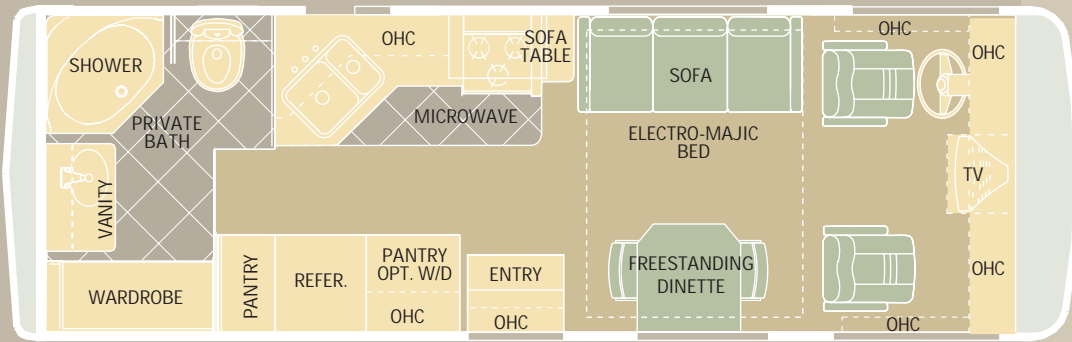 SHOWER
PRIVATE
BATH
VANITY
WARDROBE
OHC
SOFA
TABLE
MICROWAVE
PANTRY
REFER.
PANTRY
OPT. W/D
OHC
ENTRY
OHC
SOFA
ELECTRO-MAJIC
BED
FREESTANDING
DINETTE
OHC
OHC
TV
OHC
OHC